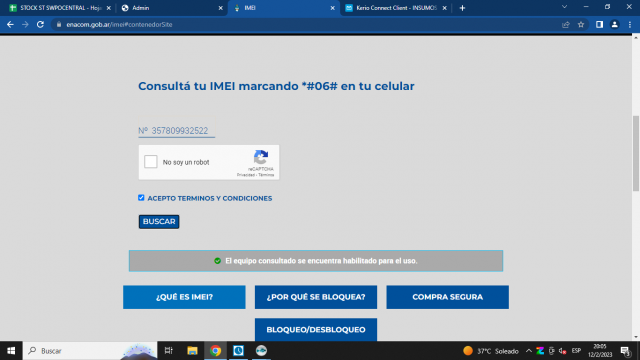 STOCK ST SWPOCENTRAL - Hoja
Admin
IMEI
Kerio Connect Client - INSUMOS
enacom.gob.ar/imei#contenedorSite
Consultá tu IMEI marcando *#06# en tu celular
Nº 357809932522
No soy un robot
reCAPTCHA
Privacidad - Términos
ACEPTO TERMINOS Y CONDICIONES
BUSCAR
El equipo consultado se encuentra habilitado para el uso.
¿QUÉ ES IMEI?
¿POR QUÉ SE BLOQUEA?
COMPRA SEGURA
BLOQUEO/DESBLOQUEO
Buscar
37°C Soleado
ESP
20:05
12/2/2023